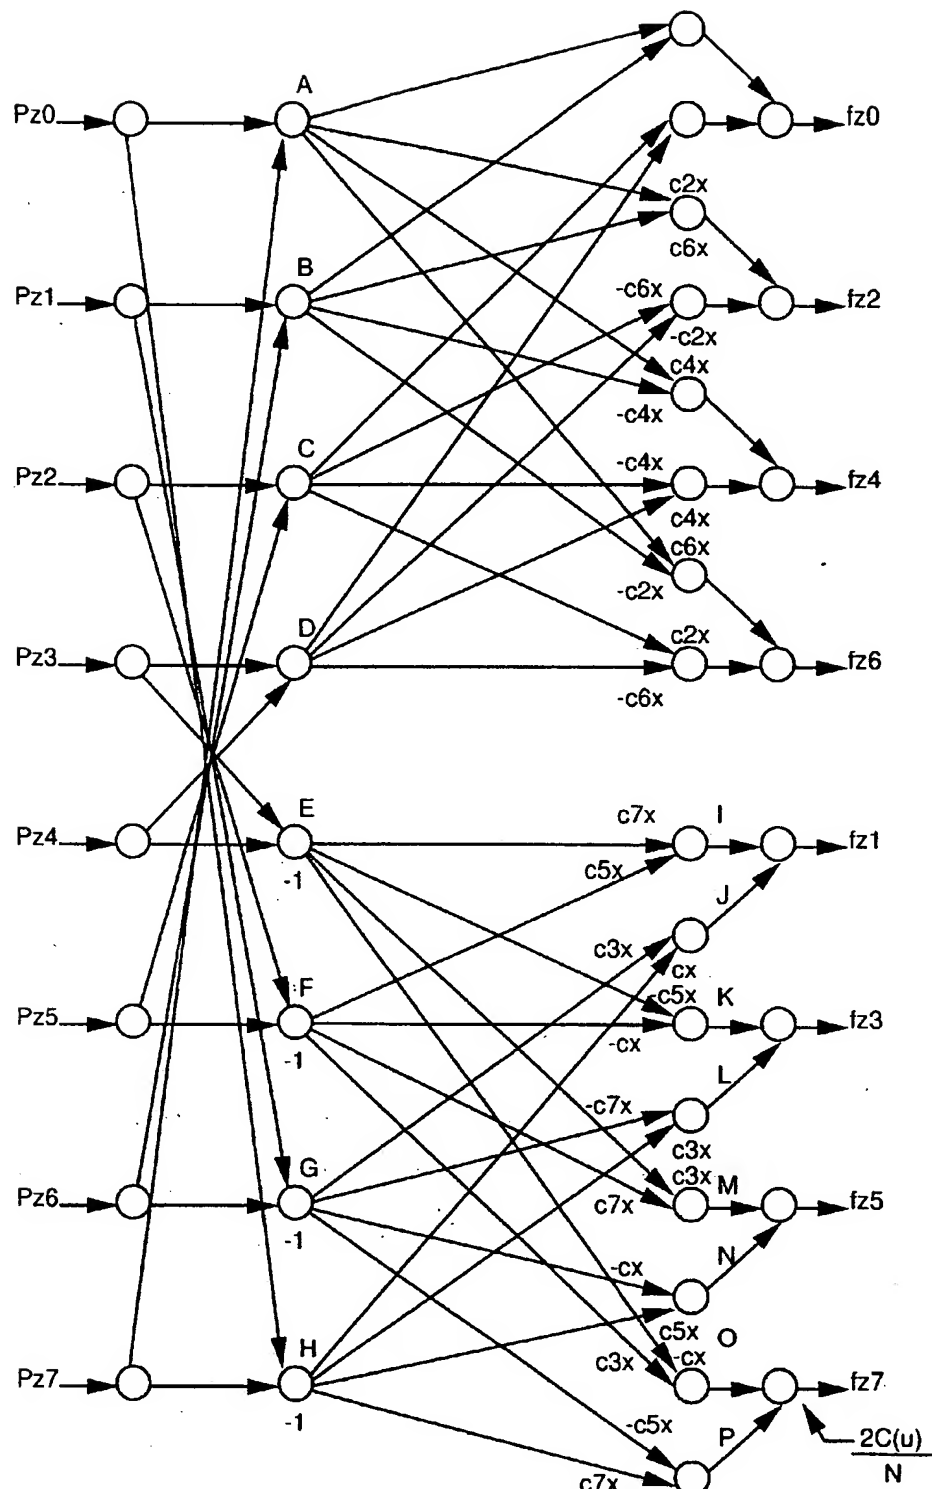 A
Pz0
fz0
c2x
c6x
B
Pz1
-c6x
fz2
-c2x
c4x
-c4x
C
Pz2
-c4x
fz4
c4x
c6x
-c2x
D
c2x
Pz3
fz6
-c6x
E
c7x
I
Pz4
fz1
-1
c5x
J
c3x
cx
F
-c5x
K
Pz5
fz3
-1
-cx
L
-c7x
c3x
G
c3x
M
Pz6
c7x
fz5
-1
N
-cx
c5x
O
H
c3x
-cx
Pz7
fz7
-1
-c5x
P
2C(u)
N
c7x